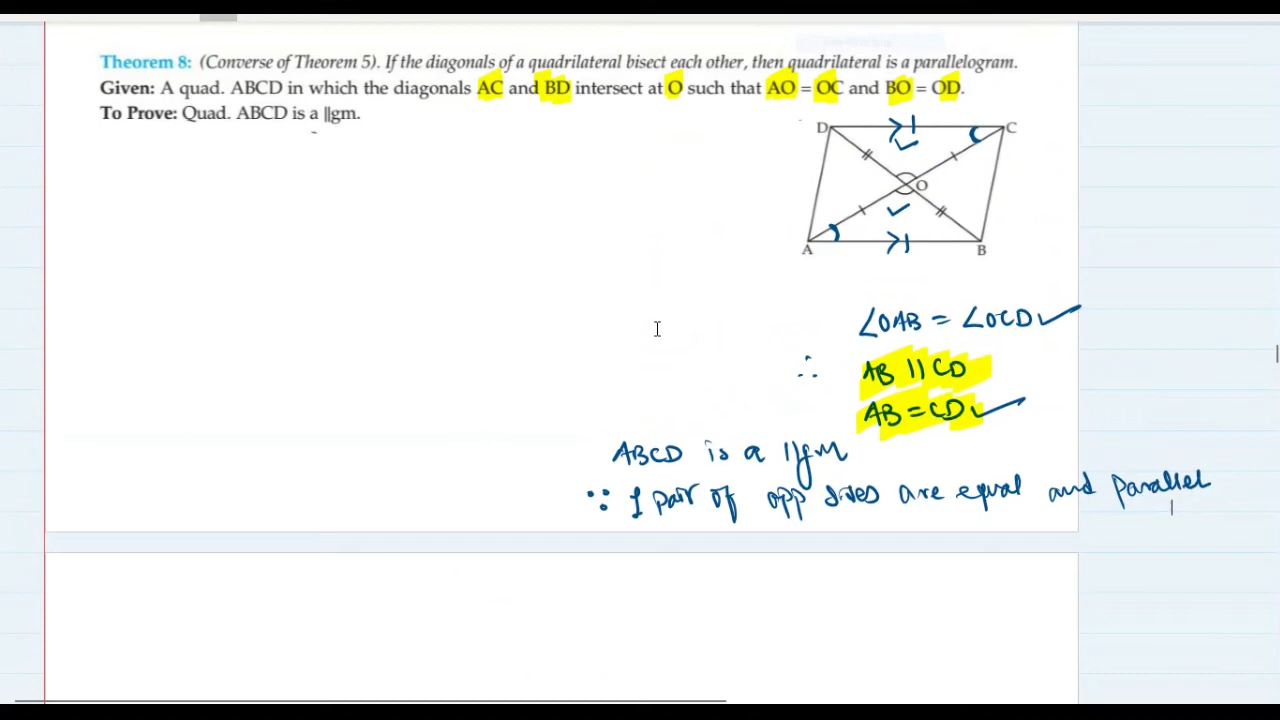 Theorem 8: (Converse of Theorem 5). If the diagonals of a quadrilateral bisect each other, then quadrilateral is a parallelogram.
Given: A quad. ABCD in which the diagonals AC and BD intersect at O such that AO = OC and BO = OD.
To Prove: Quad. ABCD is a ||gm.
D C
O
A B
∠OAB = ∠OCD ✓
∴ AB || CD
AB = CD ✓
ABCD is a ||gm
∵ 1 pair of opp sides are equal and parallel